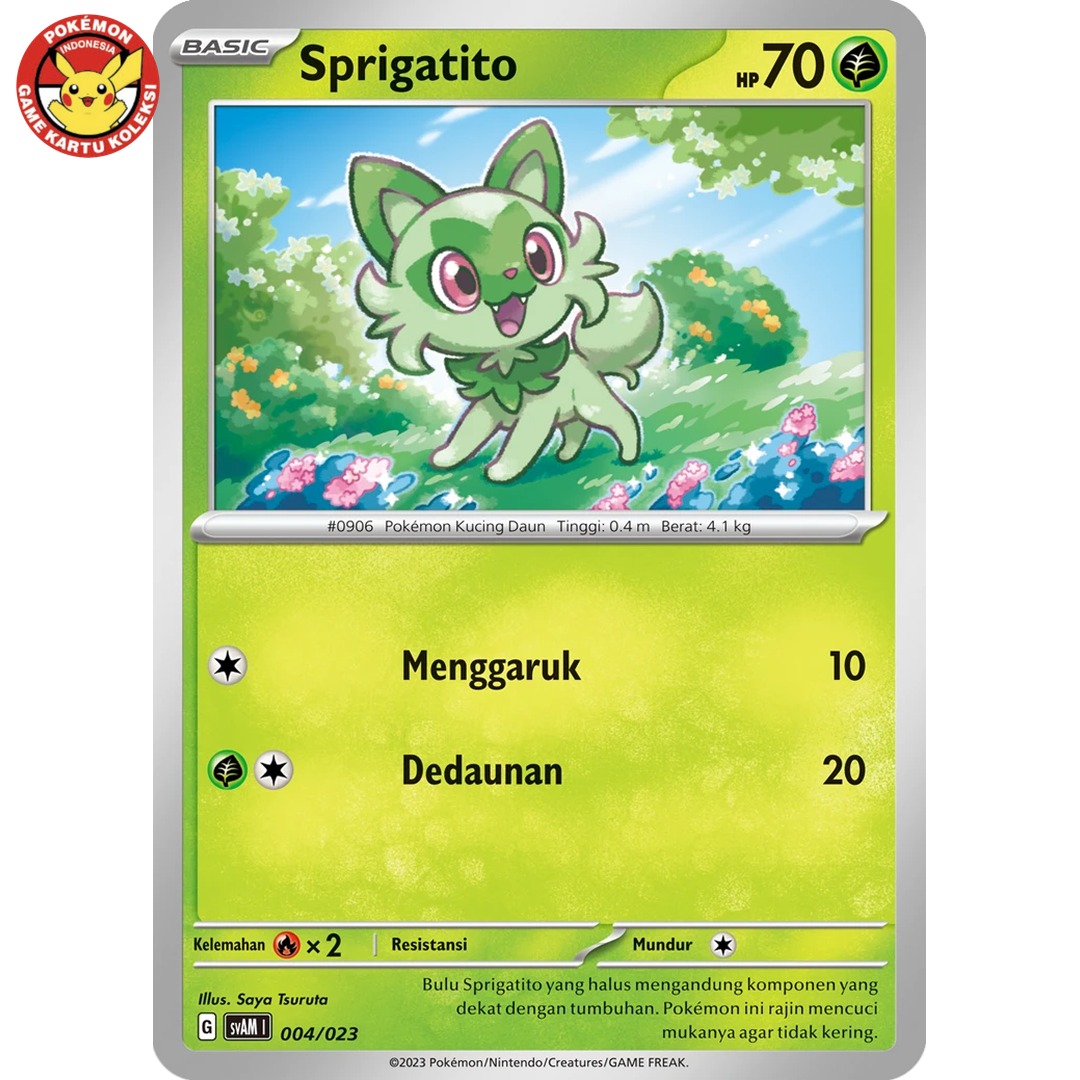 POKÉMON
INDONESIA
GAME KARTU KOLEKSI
BASIC
Sprigatito
HP 70
#0906 Pokémon Kucing Daun Tinggi: 0.4 m Berat: 4.1 kg
Menggaruk 10
Dedaunan 20
Kelemahan ×2 Resistansi Mundur
Bulu Sprigatito yang halus mengandung komponen yang
dekat dengan tumbuhan. Pokémon ini rajin mencuci
mukanya agar tidak kering.
Illus. Saya Tsuruta
G svAM I 004/023
©2023 Pokémon/Nintendo/Creatures/GAME FREAK.